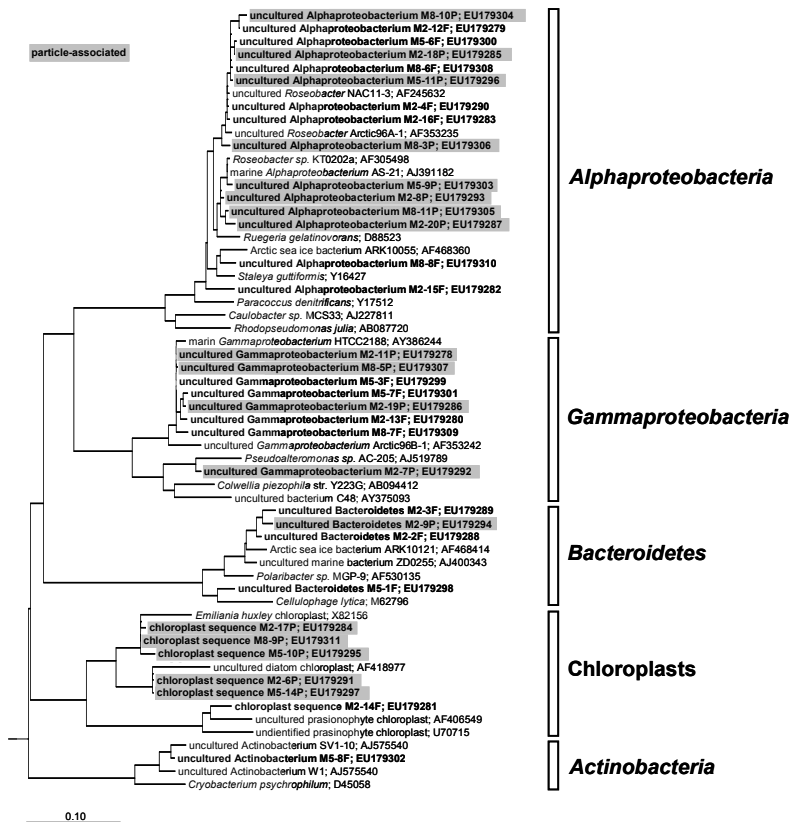 uncultured Alphaproteobacterium M8-10P; EU179304
uncultured Alphaproteobacterium M2-12F; EU179279
uncultured Alphaproteobacterium M5-6F; EU179300
particle-associated
uncultured Alphaproteobacterium M2-18P; EU179285
uncultured Alphaproteobacterium M8-6F; EU179308
uncultured Alphaproteobacterium M5-11P; EU179296
uncultured Roseobacter NAC11-3; AF245632
uncultured Alphaproteobacterium M2-4F; EU179290
uncultured Alphaproteobacterium M2-16F; EU179283
uncultured Roseobacter Arctic96A-1; AF353235
uncultured Alphaproteobacterium M8-3P; EU179306
Roseobacter sp. KT0202a; AF305498
marine Alphaproteobacterium AS-21; AJ391182
Alphaproteobacteria
uncultured Alphaproteobacterium M5-9P; EU179303
uncultured Alphaproteobacterium M2-8P; EU179293
uncultured Alphaproteobacterium M8-11P; EU179305
uncultured Alphaproteobacterium M2-20P; EU179287
Ruegeria gelatinovorans; D88523
Arctic sea ice bacterium ARK10055; AF468360
uncultured Alphaproteobacterium M8-8F; EU179310
Staleya guttiformis; Y16427
uncultured Alphaproteobacterium M2-15F; EU179282
Paracoccus denitrificans; Y17512
Caulobacter sp. MCS33; AJ227811
Rhodopseudomonas julia; AB087720
marin Gammaproteobacterium HTCC2188; AY386244
uncultured Gammaproteobacterium M2-11P; EU179278
uncultured Gammaproteobacterium M8-5P; EU179307
uncultured Gammaproteobacterium M5-3F; EU179299
uncultured Gammaproteobacterium M5-7F; EU179301
uncultured Gammaproteobacterium M2-19P; EU179286
uncultured Gammaproteobacterium M2-13F; EU179280
Gammaproteobacteria
uncultured Gammaproteobacterium M8-7F; EU179309
uncultured Gammaproteobacterium Arctic96B-1; AF353242
Pseudoalteromonas sp. AC-205; AJ519789
uncultured Gammaproteobacterium M2-7P; EU179292
Colwellia piezophila str. Y223G; AB094412
uncultured bacterium C48; AY375093
uncultured Bacteroidetes M2-3F; EU179289
uncultured Bacteroidetes M2-9P; EU179294
uncultured Bacteroidetes M2-2F; EU179288
Arctic sea ice bacterium ARK10121; AF468414
Bacteroidetes
uncultured marine bacterium ZD0255; AJ400343
Polaribacter sp. MGP-9; AF530135
uncultured Bacteroidetes M5-1F; EU179298
Cellulophage lytica; M62796
Emiliania huxley chloroplast; X82156
chloroplast sequence M2-17P; EU179284
chloroplast sequence M8-9P; EU179311
chloroplast sequence M5-10P; EU179295
uncultured diatom chloroplast; AF418977
Chloroplasts
chloroplast sequence M2-6P; EU179291
chloroplast sequence M5-14P; EU179297
chloroplast sequence M2-14F; EU179281
uncultured prasionophyte chloroplast; AF406549
undientified prasinophyte chloroplast; U70715
uncultured Actinobacterium SV1-10; AJ575540
uncultured Actinobacterium M5-8F; EU179302
Actinobacteria
uncultured Actinobacterium W1; AJ575540
Cryobacterium psychrophilum; D45058
0.10